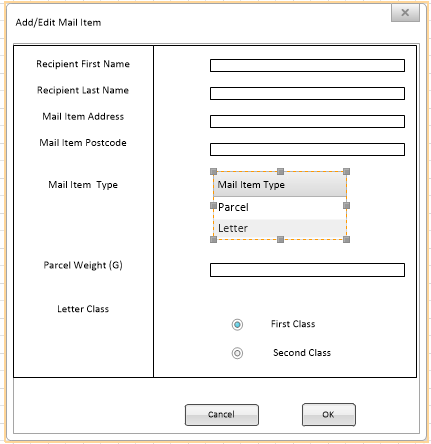 Add/Edit Mail Item
Recipient First Name
Recipient Last Name
Mail Item Address
Mail Item Postcode
Mail Item Type
Mail Item Type
Parcel
Letter
Parcel Weight (G)
Letter Class
First Class
Second Class
Cancel
OK